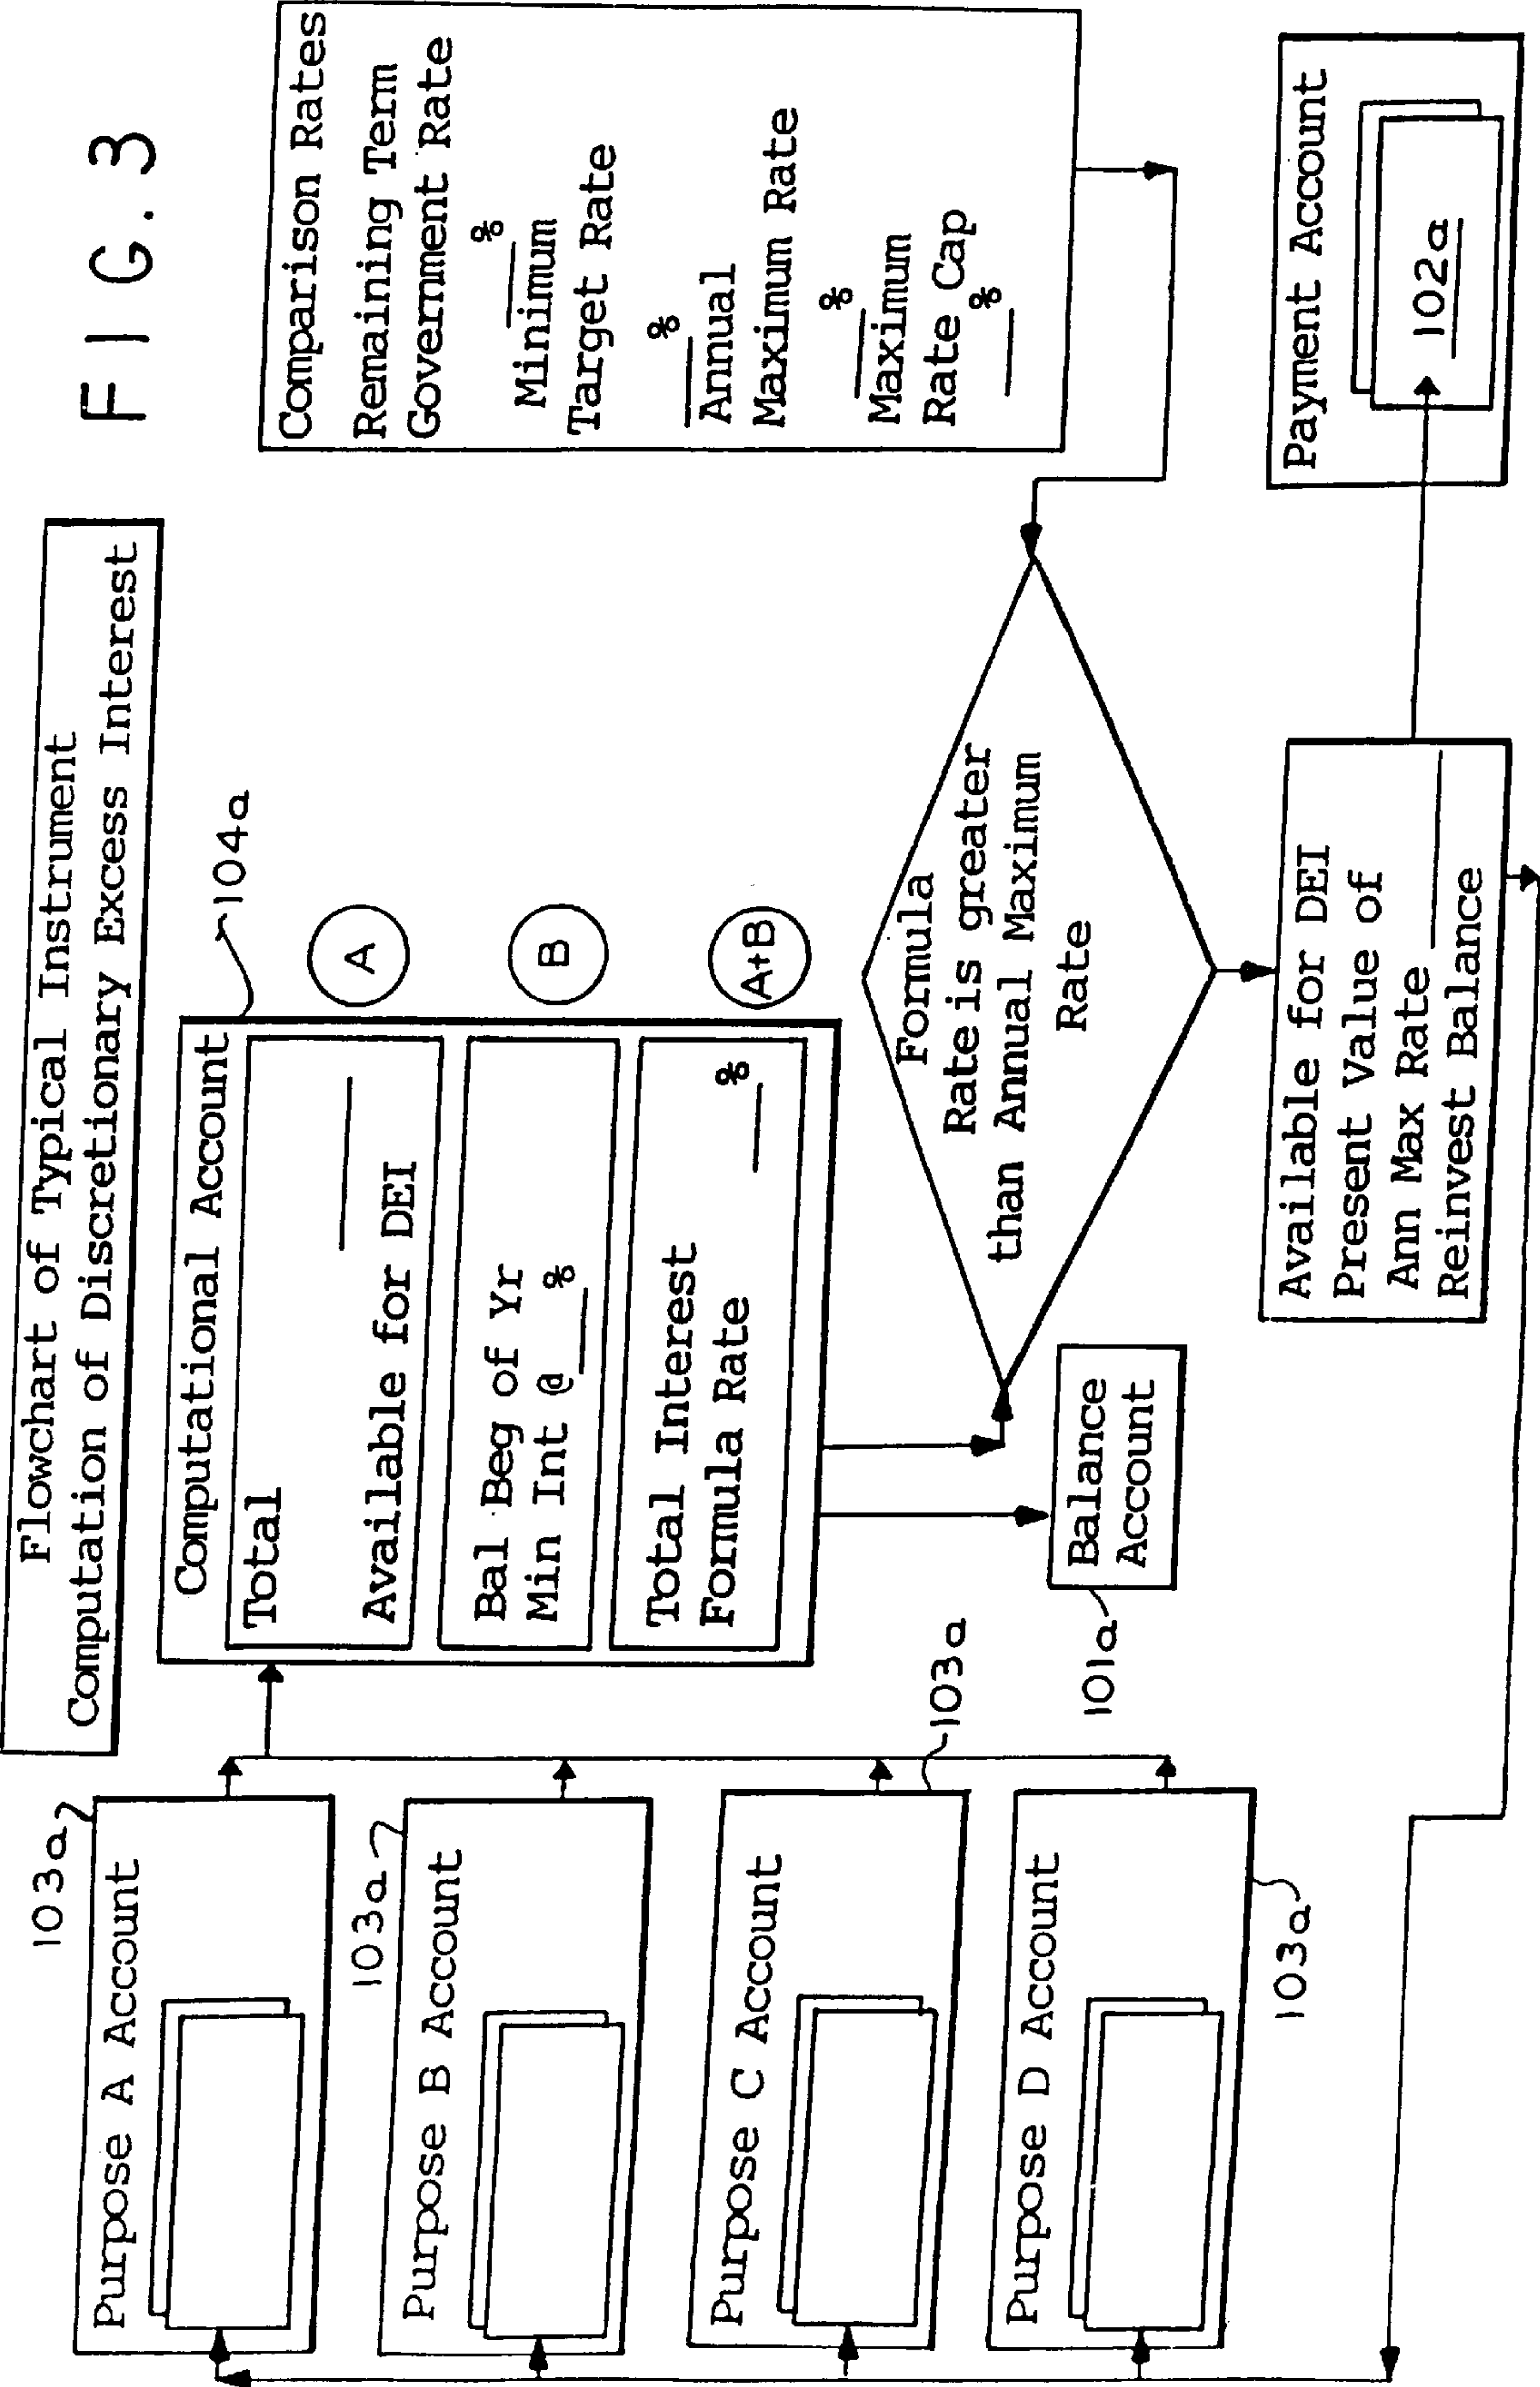 FIG. 3
Flowchart of Typical Instrument
Computation of Discretionary Excess Interest
103a
Purpose A Account
103a
Purpose B Account
Purpose C Account
103a
Purpose D Account
103a
Computational Account
104a
Total
Available for DEI
A
Bal Beg of Yr
Min Int @ %
B
Total Interest
Formula Rate %
A+B
Balance
Account
101a
Comparison Rates
Remaining Term
Government Rate
%
Minimum
Target Rate
%
Annual
Maximum Rate
%
Maximum
Rate Cap
%
Formula
Rate is greater
than Annual Maximum
Rate
Available for DEI
Present Value of
Ann Max Rate
Reinvest Balance
Payment Account
102a